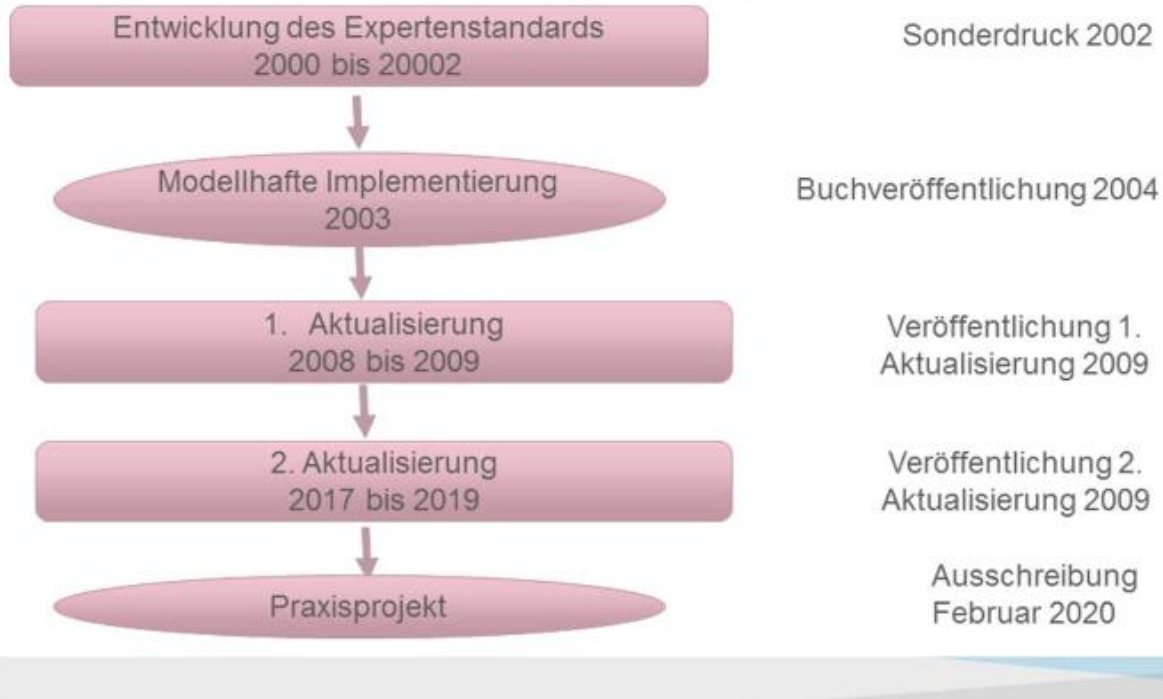 Entwicklung des Expertenstandards
2000 bis 20002
Sonderdruck 2002
Modellhafte Implementierung
2003
Buchveröffentlichung 2004
1. Aktualisierung
2008 bis 2009
Veröffentlichung 1.
Aktualisierung 2009
2. Aktualisierung
2017 bis 2019
Veröffentlichung 2.
Aktualisierung 2009
Praxisprojekt
Ausschreibung
Februar 2020